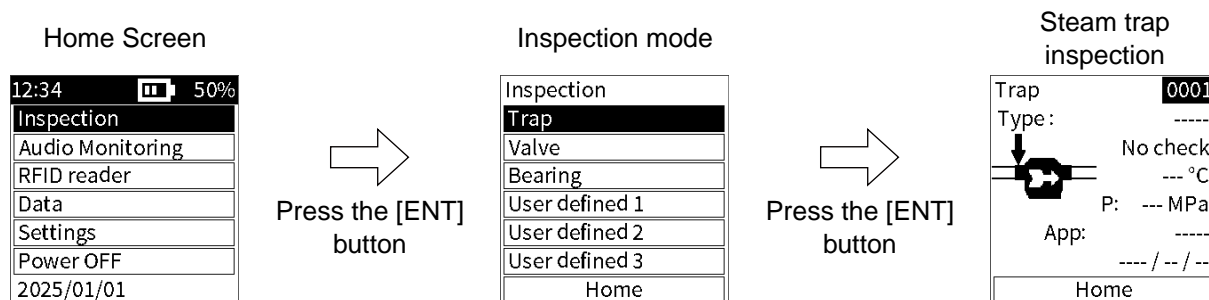 Home Screen
12:34 50%
Inspection
Audio Monitoring
RFID reader
Data
Settings
Power OFF
2025/01/01
Press the [ENT]
button
Inspection mode
Inspection
Trap
Valve
Bearing
User defined 1
User defined 2
User defined 3
Home
Press the [ENT]
button
Steam trap
inspection
Trap 0001
Type: -----
No check
--- °C
P: --- MPa
App: -----
---- / -- / --
Home